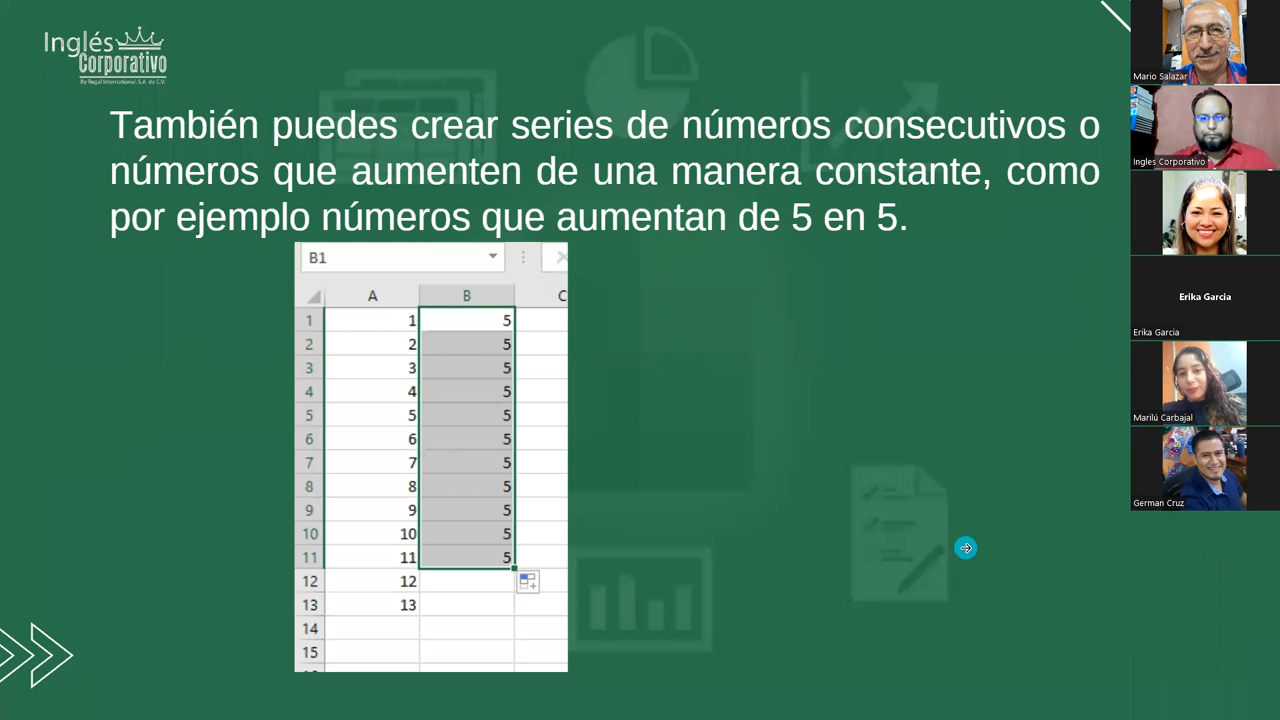 Inglés
Corporativo
By Regal International, S.A. de C.V.
También puedes crear series de números consecutivos o
números que aumenten de una manera constante, como
por ejemplo números que aumentan de 5 en 5.
B1
A B C
1 1 5
2 2 5
3 3 5
4 4 5
5 5 5
6 6 5
7 7 5
8 8 5
9 9 5
10 10 5
11 11 5
12 12
13 13
14
15
Mario Salazar
Ingles Corporativo
Erika Garcia
Erika Garcia
Marilú Carbajal
German Cruz